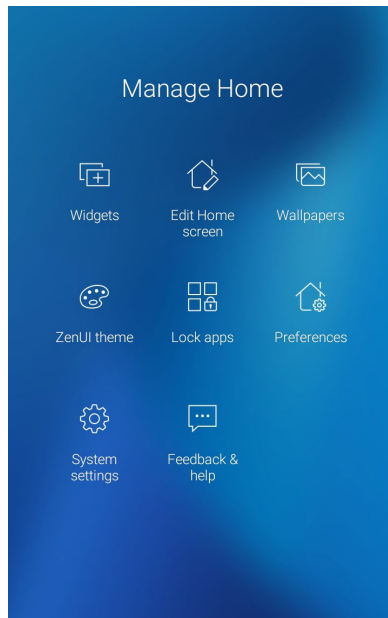 Manage Home
Widgets
Edit Home
screen
Wallpapers
ZenUI theme
Lock apps
Preferences
System
settings
Feedback &
help